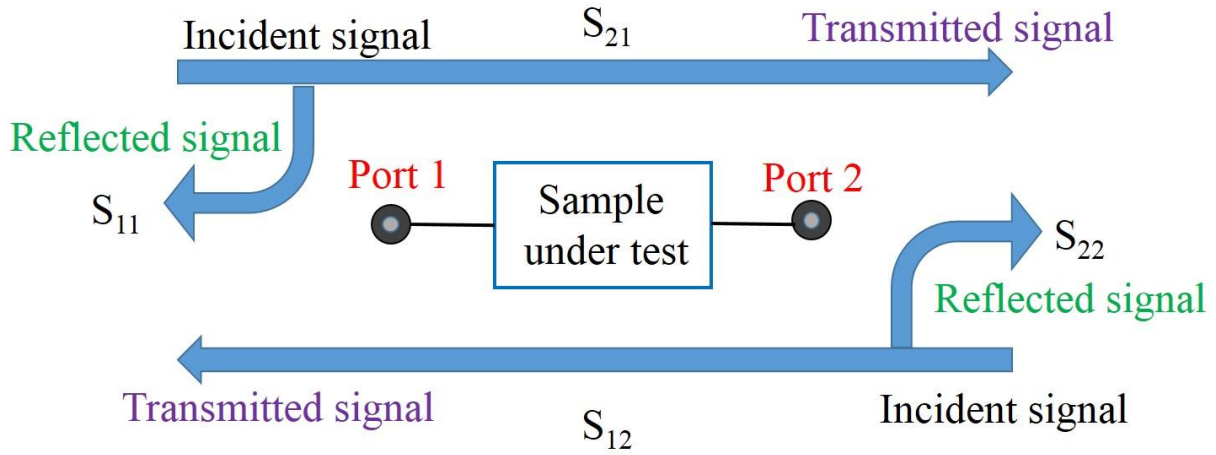 Incident signal
S₂₁
Transmitted signal
Reflected signal
S₁₁
Port 1
Sample
under test
Port 2
S₂₂
Reflected signal
Transmitted signal
S₁₂
Incident signal